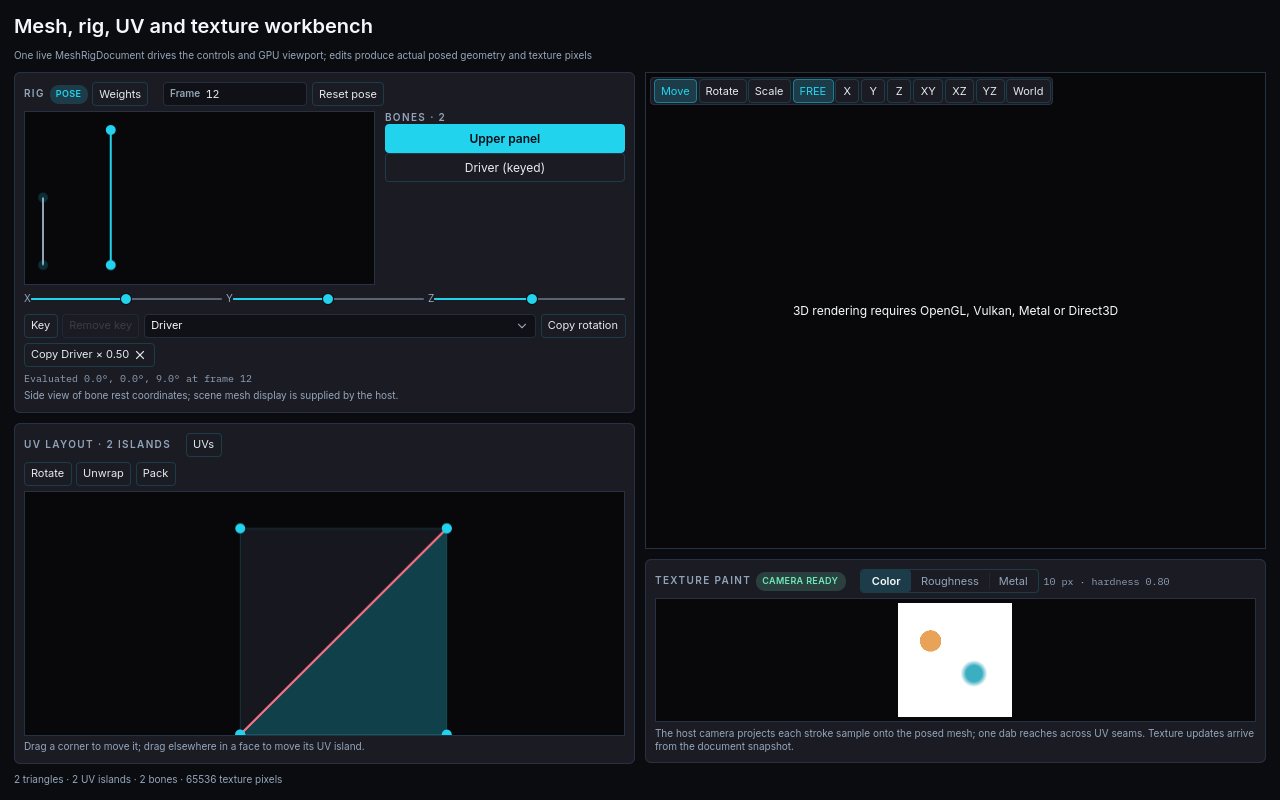 Mesh, rig, UV and texture workbench
One live MeshRigDocument drives the controls and GPU viewport; edits produce actual posed geometry and texture pixels
RIG POSE Weights Frame 12 Reset pose
BONES · 2
Upper panel
Driver (keyed)
X Y Z
Key Remove key Driver Copy rotation
Copy Driver × 0.50 ×
Evaluated 0.0°, 0.0°, 9.0° at frame 12
Side view of bone rest coordinates; scene mesh display is supplied by the host.
UV LAYOUT · 2 ISLANDS UVs
Rotate Unwrap Pack
Drag a corner to move it; drag elsewhere in a face to move its UV island.
2 triangles · 2 UV islands · 2 bones · 65536 texture pixels
Move Rotate Scale FREE X Y Z XY XZ YZ World
3D rendering requires OpenGL, Vulkan, Metal or Direct3D
TEXTURE PAINT CAMERA READY Color Roughness Metal 10 px · hardness 0.80
The host camera projects each stroke sample onto the posed mesh; one dab reaches across UV seams. Texture updates arrive
from the document snapshot.